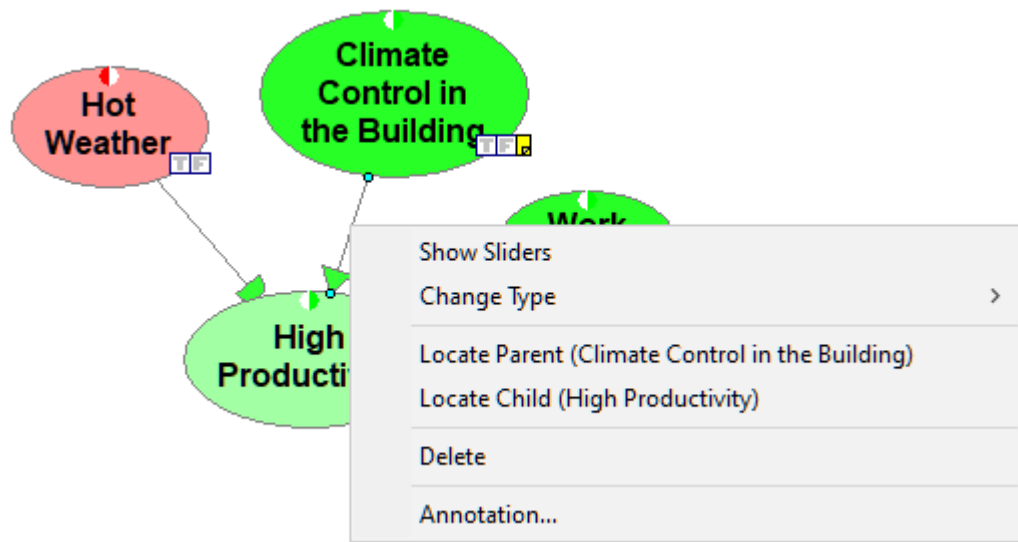 Climate
Control in
the Building
T F
Hot
Weather
T F
Work
High
Show Sliders
Change Type
Locate Parent (Climate Control in the Building)
Locate Child (High Productivity)
Delete
Annotation...